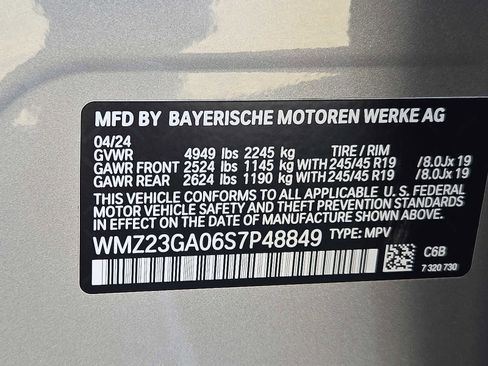 MFD BY BAYERISCHE MOTOREN WERKE AG
04/24
GVWR 4949 lbs 2245 kg TIRE / RIM
GAWR FRONT 2524 lbs 1145 kg WITH 245/45 R19 /8.0Jx 19
GAWR REAR 2624 lbs 1190 kg WITH 245/45 R19 /8.0Jx 19
THIS VEHICLE CONFORMS TO ALL APPLICABLE U.S. FEDERAL
MOTOR VEHICLE SAFETY AND THEFT PREVENTION STANDARDS
IN EFFECT ON THE DATE OF MANUFACTURE SHOWN ABOVE.
WMZ23GA06S7P48849 TYPE: MPV
C6B
7 320 730